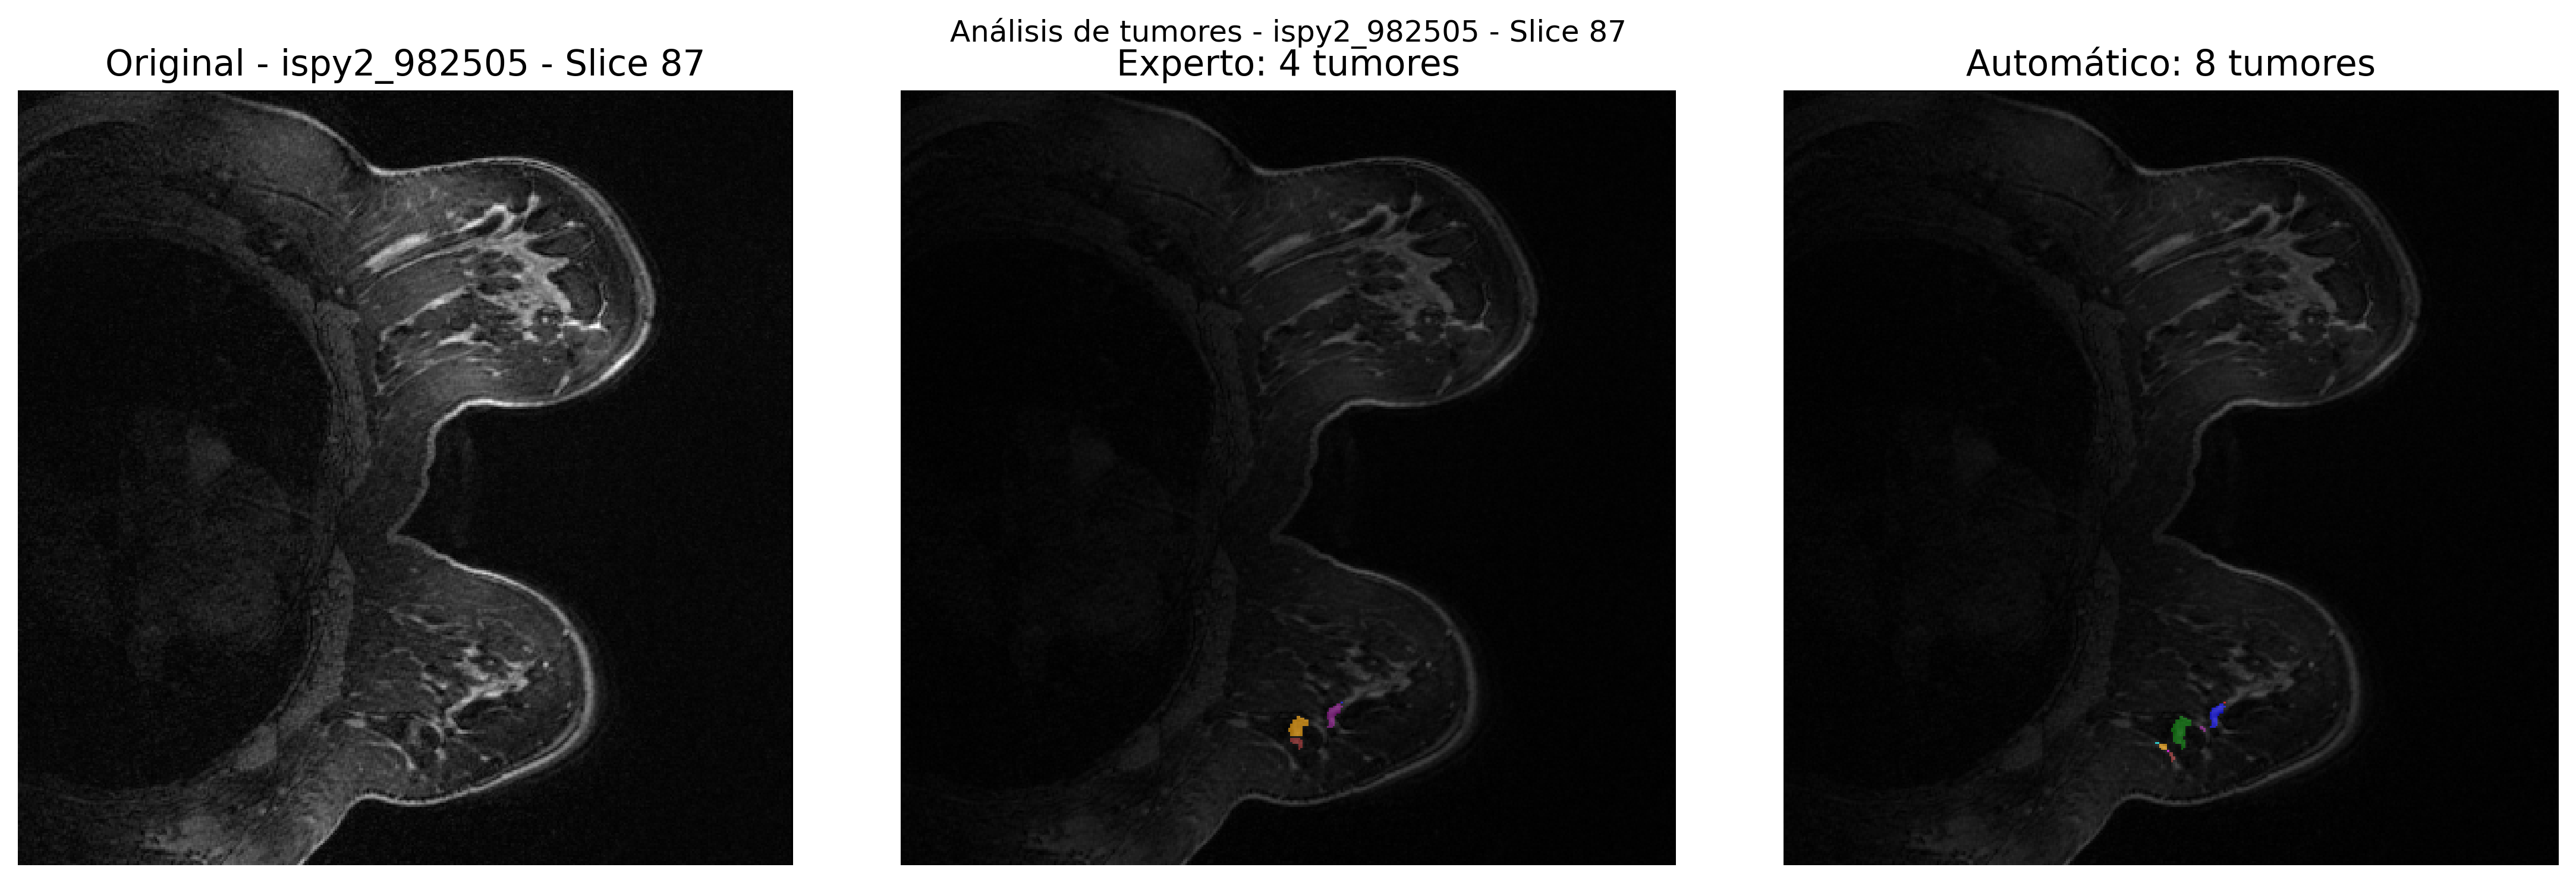 Análisis de tumores - ispy2_982505 - Slice 87
Original - ispy2_982505 - Slice 87
Experto: 4 tumores
Automático: 8 tumores